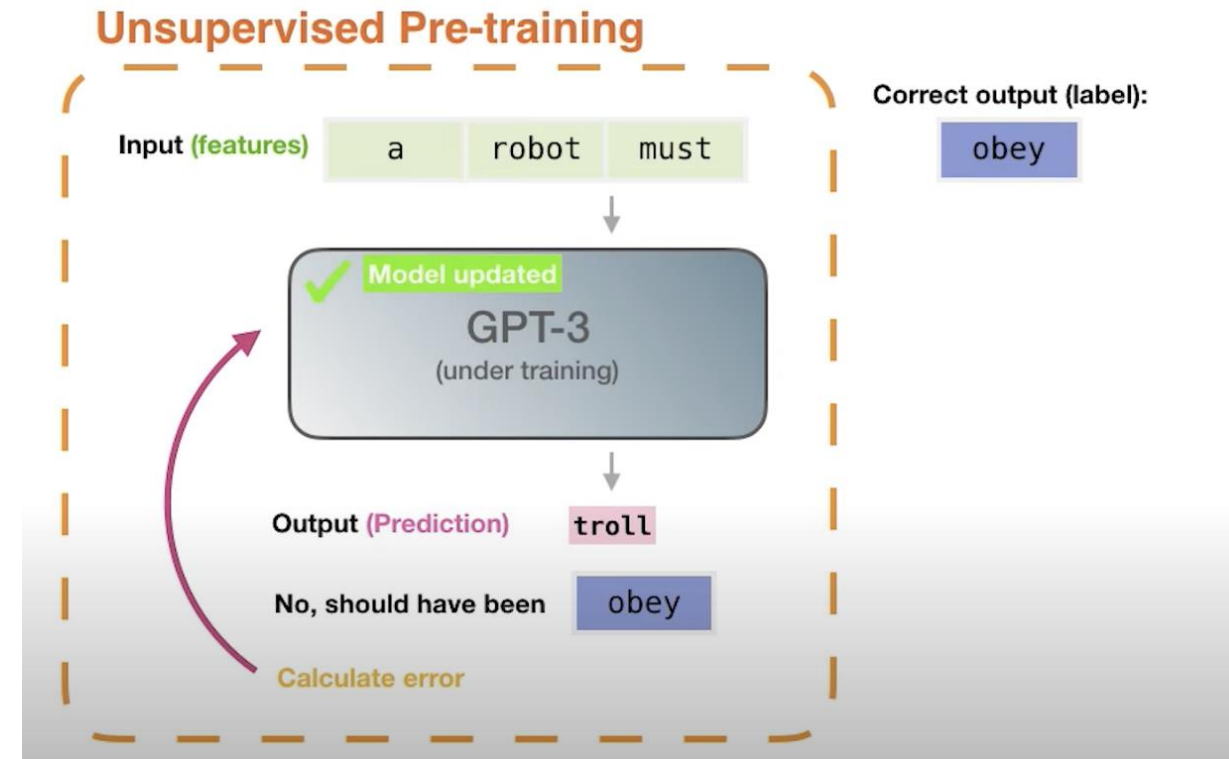 Unsupervised Pre-training
Correct output (label):
Input (features) a robot must
obey
Model updated
GPT-3
(under training)
Output (Prediction) troll
No, should have been obey
Calculate error